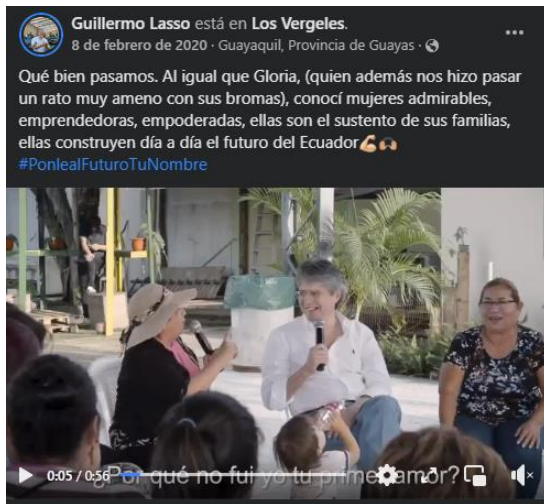 Guillermo Lasso está en Los Vergeles.
8 de febrero de 2020 · Guayaquil, Provincia de Guayas ·
Qué bien pasamos. Al igual que Gloria, (quien además nos hizo pasar
un rato muy ameno con sus bromas), conocí mujeres admirables,
emprendedoras, empoderadas, ellas son el sustento de sus familias,
ellas construyen día a día el futuro del Ecuador
#PonlealFuturoTuNombre
¿Por qué no fui yo tu primer amor?
0:05 / 0:56